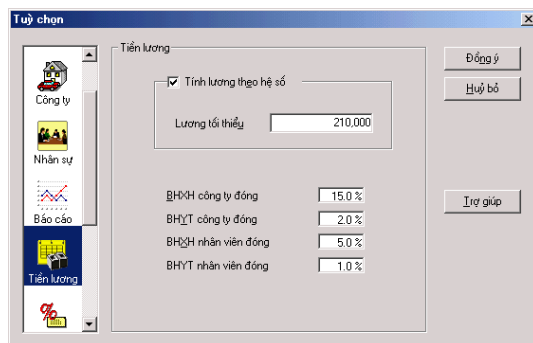 Tuỳ chọn
Công ty
Nhân sự
Báo cáo
Tiền lương
Tiền lương
Tính lương theo hệ số
Lương tối thiểu 210,000
BHXH công ty đóng 15.0 %
BHYT công ty đóng 2.0 %
BHXH nhân viên đóng 5.0 %
BHYT nhân viên đóng 1.0 %
Đồng ý
Huỷ bỏ
Trợ giúp